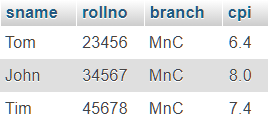 sname rollno branch cpi
Tom 23456 MnC 6.4
John 34567 MnC 8.0
Tim 45678 MnC 7.4